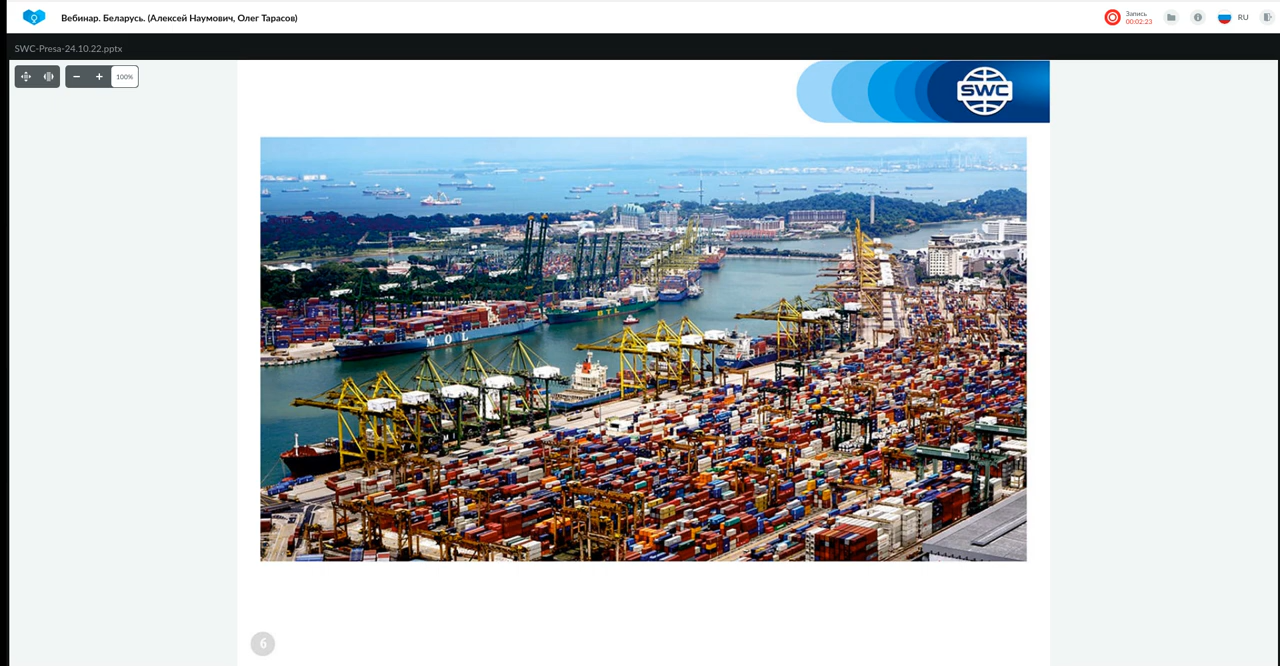 Вебинар. Беларусь. (Алексей Наумович, Олег Тарасов)
Запись
00:02:23
RU
SWC-Presa-24.10.22.pptx
100%
SWC
MOL
6